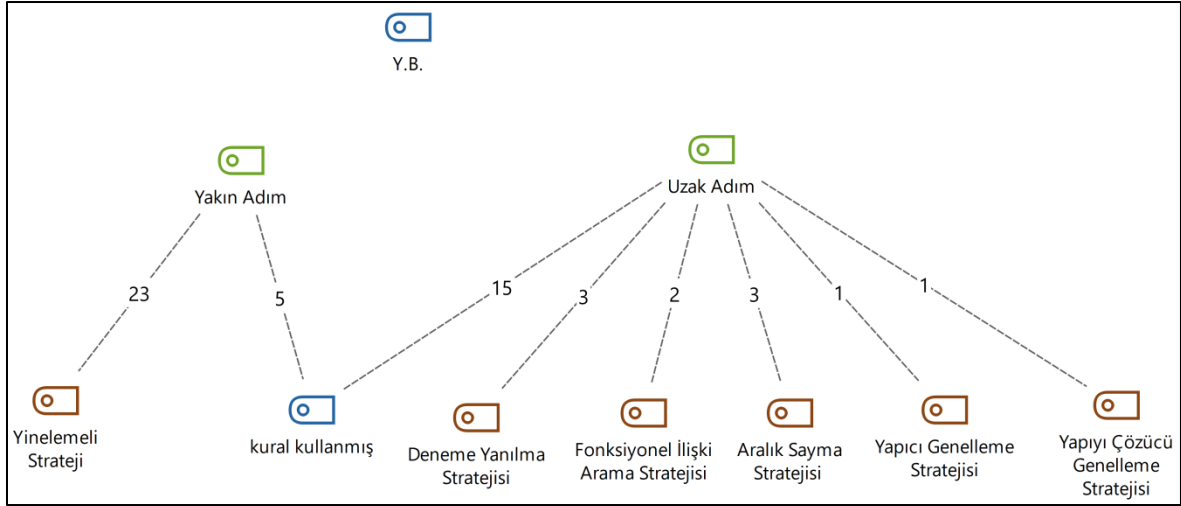 Y.B.
Yakın Adım
Uzak Adım
23
5
15
3
2
3
1
1
Yinelemeli
Strateji
kural kullanmış
Deneme Yanılma
Stratejisi
Fonksiyonel İlişki
Arama Stratejisi
Aralık Sayma
Stratejisi
Yapıcı Genelleme
Stratejisi
Yapıyı Çözücü
Genelleme
Stratejisi